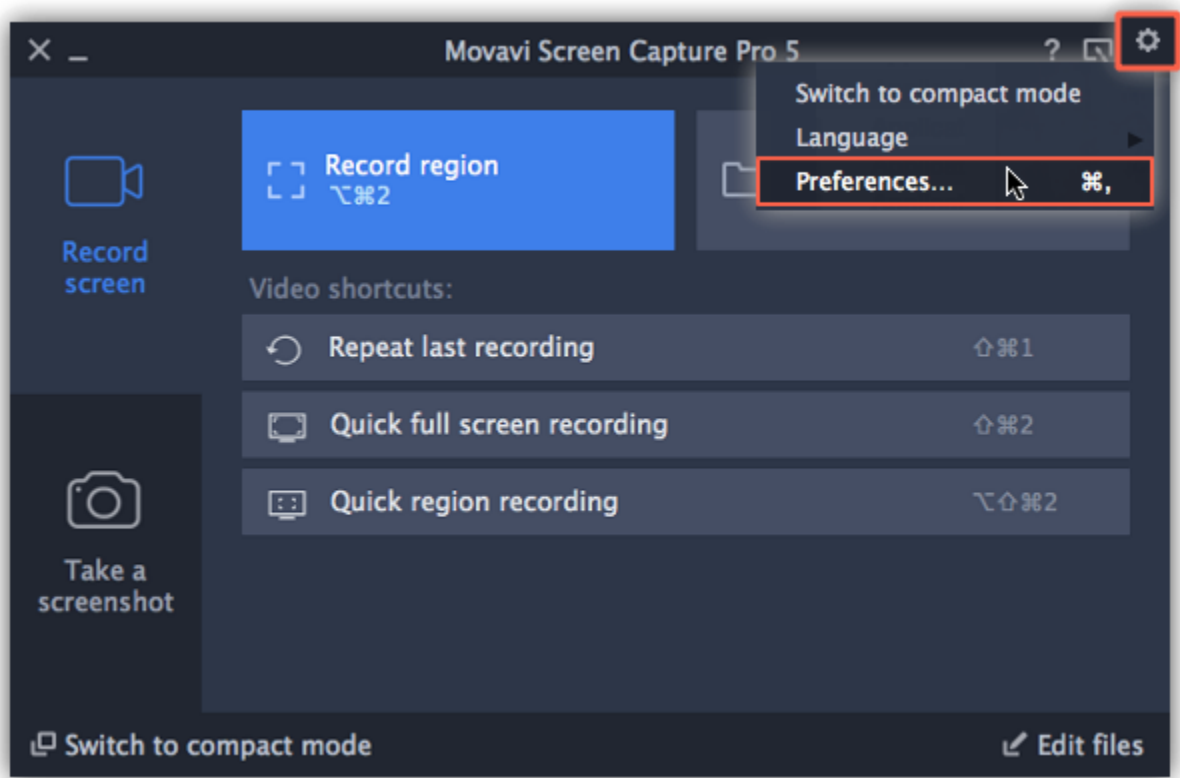 Movavi Screen Capture Pro 5
?
Switch to compact mode
Language
Preferences... ⌘,
Record region
⌥⌘2
Record
screen
Video shortcuts:
Repeat last recording ⇧⌘1
Quick full screen recording ⇧⌘2
Quick region recording ⌥⇧⌘2
Take a
screenshot
Switch to compact mode
Edit files